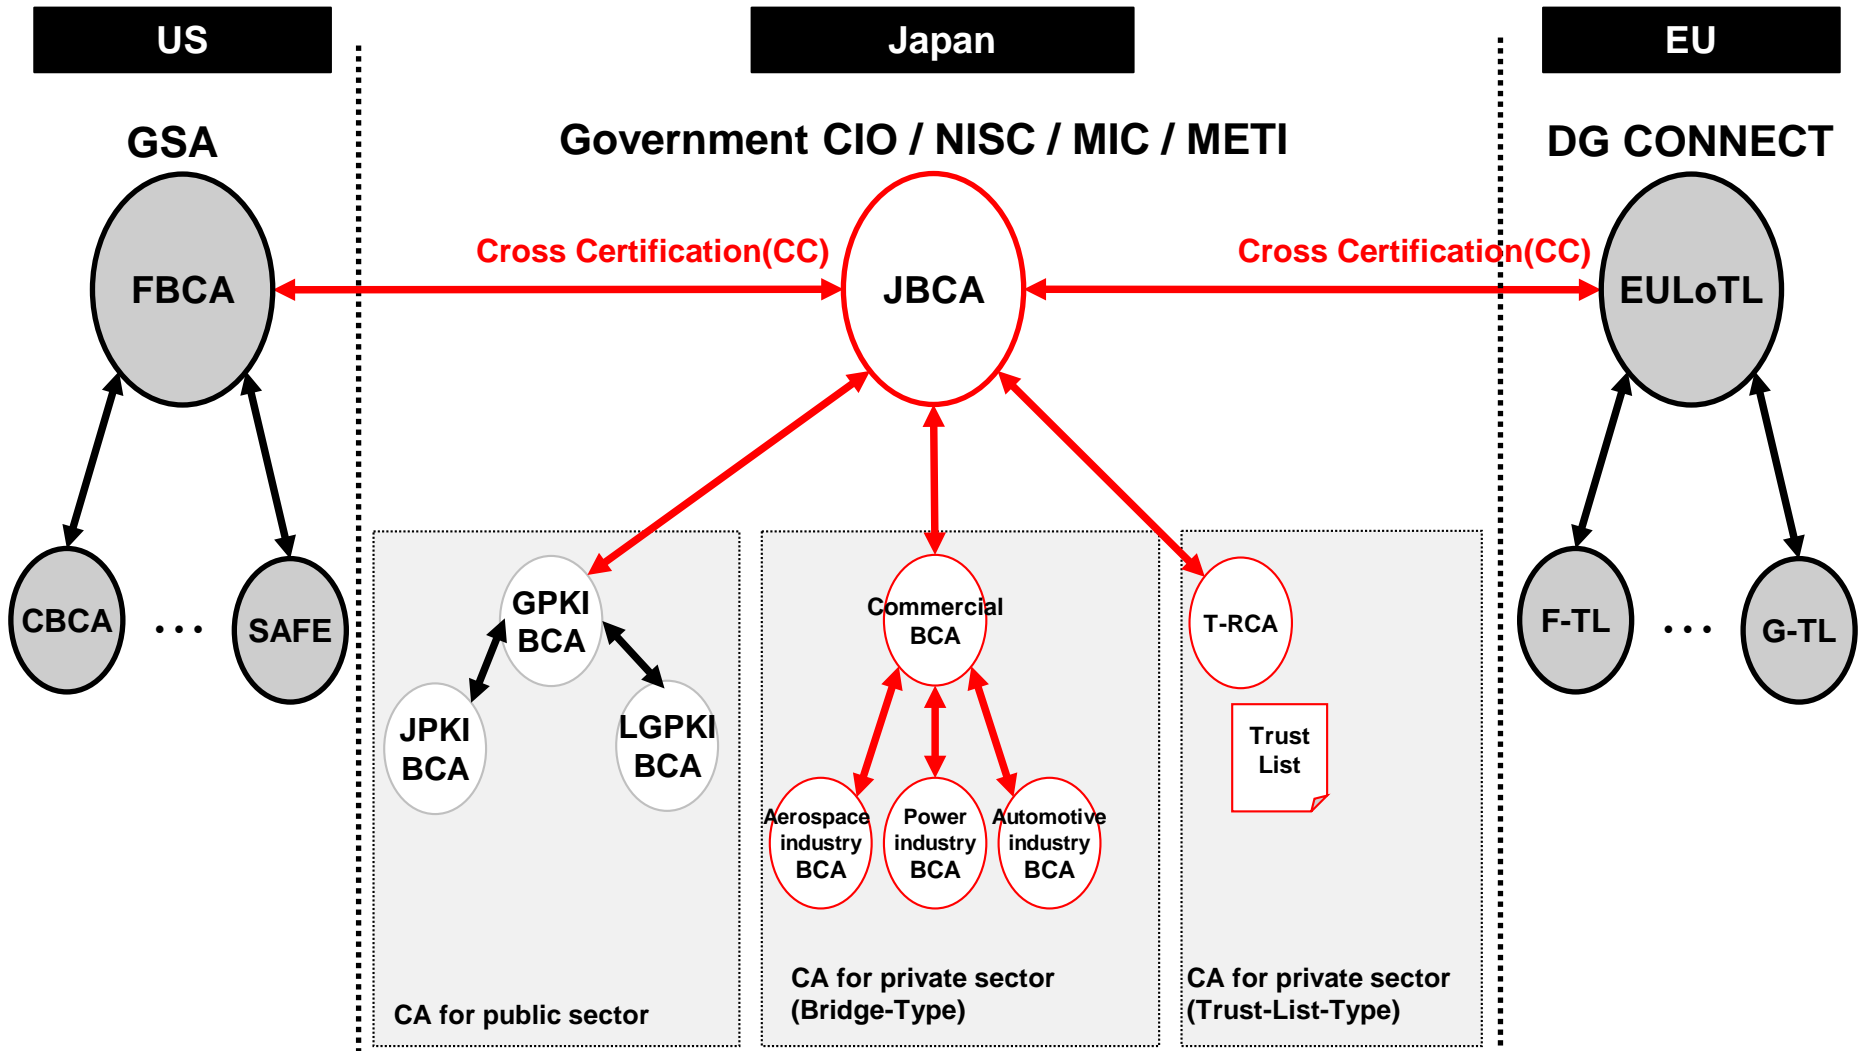 US
Japan
EU
GSA
Government CIO / NISC / MIC / METI
DG CONNECT
Cross Certification(CC)
Cross Certification(CC)
FBCA
JBCA
EULoTL
CBCA
...
SAFE
GPKI
BCA
JPKI
BCA
LGPKI
BCA
CA for public sector
Commercial
BCA
Aerospace
industry
BCA
Power
industry
BCA
Automotive
industry
BCA
CA for private sector
(Bridge-Type)
T-RCA
Trust
List
CA for private sector
(Trust-List-Type)
F-TL
...
G-TL